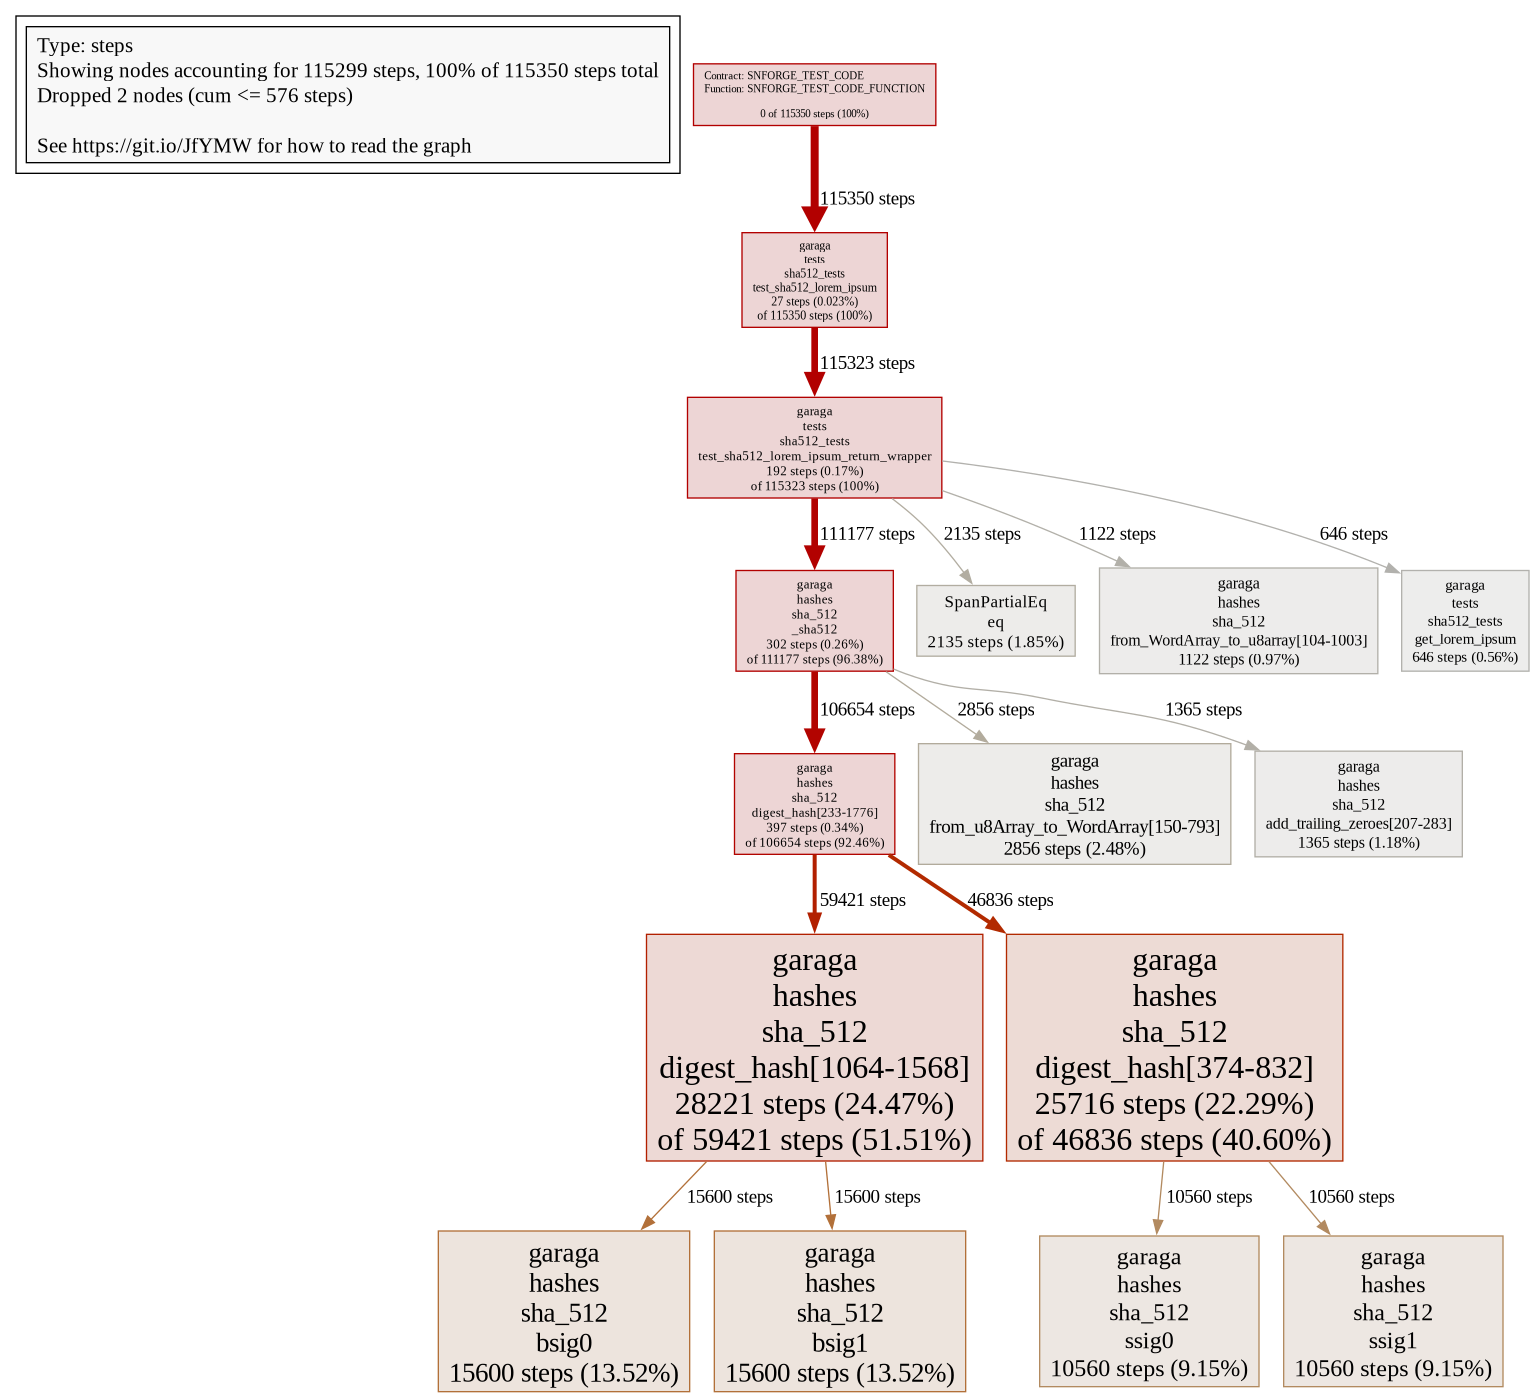 Type: steps
Showing nodes accounting for 115299 steps, 100% of 115350 steps total
Dropped 2 nodes (cum <= 576 steps)
See https://git.io/JfYMW for how to read the graph
Contract: SNFORGE_TEST_CODE
Function: SNFORGE_TEST_CODE_FUNCTION
0 of 115350 steps (100%)
115350 steps
garaga
tests
sha512_tests
test_sha512_lorem_ipsum
27 steps (0.023%)
of 115350 steps (100%)
115323 steps
garaga
tests
sha512_tests
test_sha512_lorem_ipsum_return_wrapper
192 steps (0.17%)
of 115323 steps (100%)
111177 steps
2135 steps
1122 steps
646 steps
garaga
hashes
sha_512
_sha512
302 steps (0.26%)
of 111177 steps (96.38%)
SpanPartialEq
eq
2135 steps (1.85%)
garaga
hashes
sha_512
from_WordArray_to_u8array[104-1003]
1122 steps (0.97%)
garaga
tests
sha512_tests
get_lorem_ipsum
646 steps (0.56%)
106654 steps
2856 steps
1365 steps
garaga
hashes
sha_512
digest_hash[233-1776]
397 steps (0.34%)
of 106654 steps (92.46%)
garaga
hashes
sha_512
from_u8Array_to_WordArray[150-793]
2856 steps (2.48%)
garaga
hashes
sha_512
add_trailing_zeroes[207-283]
1365 steps (1.18%)
59421 steps
46836 steps
garaga
hashes
sha_512
digest_hash[1064-1568]
28221 steps (24.47%)
of 59421 steps (51.51%)
garaga
hashes
sha_512
digest_hash[374-832]
25716 steps (22.29%)
of 46836 steps (40.60%)
15600 steps
15600 steps
10560 steps
10560 steps
garaga
hashes
sha_512
bsig0
15600 steps (13.52%)
garaga
hashes
sha_512
bsig1
15600 steps (13.52%)
garaga
hashes
sha_512
ssig0
10560 steps (9.15%)
garaga
hashes
sha_512
ssig1
10560 steps (9.15%)